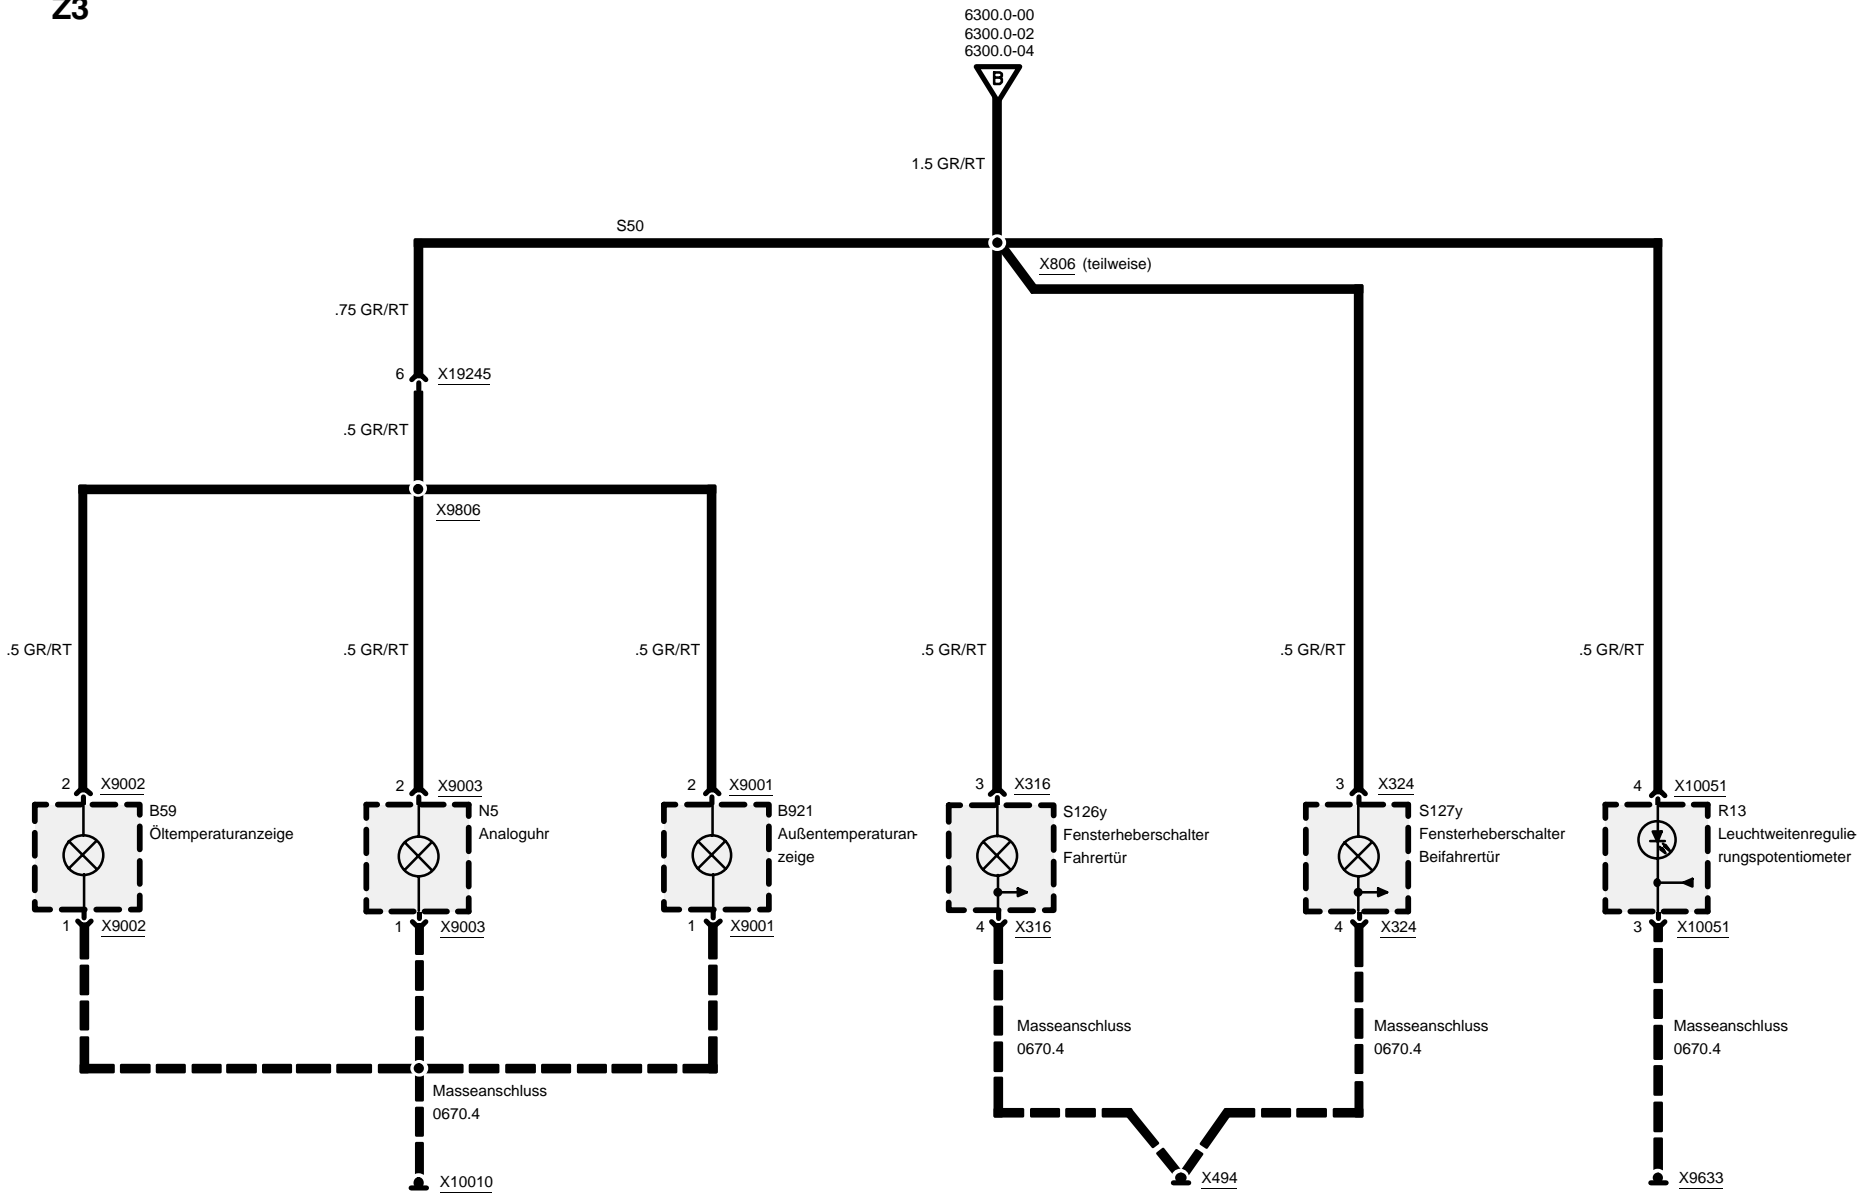 Z3
6300.0-00
6300.0-02
6300.0-04
B
1.5 GR/RT
S50
X806 (teilweise)
.75 GR/RT
6 X19245
.5 GR/RT
X9806
.5 GR/RT
.5 GR/RT
.5 GR/RT
.5 GR/RT
.5 GR/RT
.5 GR/RT
2 X9002
B59
Öltemperaturanzeige
1 X9002
2 X9003
N5
Analoguhr
1 X9003
2 X9001
B921
Außentemperaturan-
zeige
1 X9001
3 X316
S126y
Fensterheberschalter
Fahrertür
4 X316
3 X324
S127y
Fensterheberschalter
Beifahrertür
4 X324
4 X10051
R13
Leuchtweitenregulie-
rungspotentiometer
3 X10051
Masseanschluss
0670.4
Masseanschluss
0670.4
Masseanschluss
0670.4
Masseanschluss
0670.4
X10010
X494
X9633